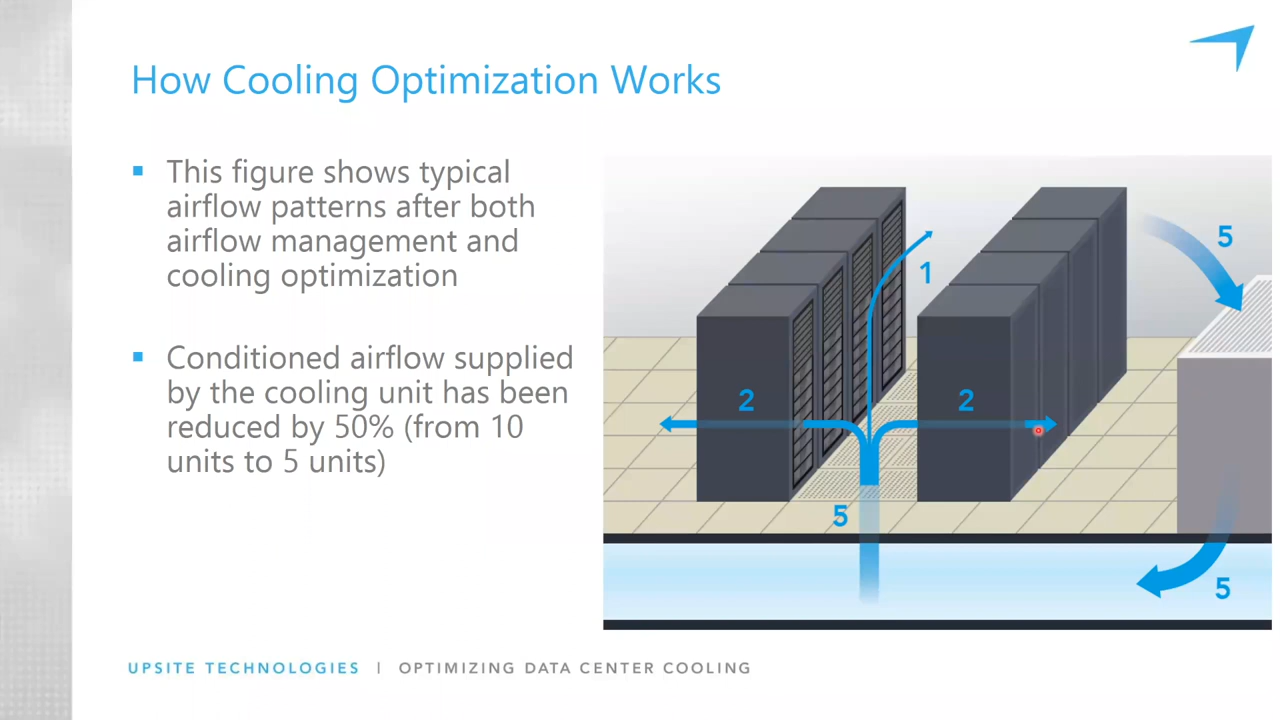 How Cooling Optimization Works
▪ This figure shows typical
airflow patterns after both
airflow management and
cooling optimization
▪ Conditioned airflow supplied
by the cooling unit has been
reduced by 50% (from 10
units to 5 units)
5
1
2
2
5
5
UPSITE TECHNOLOGIES | OPTIMIZING DATA CENTER COOLING